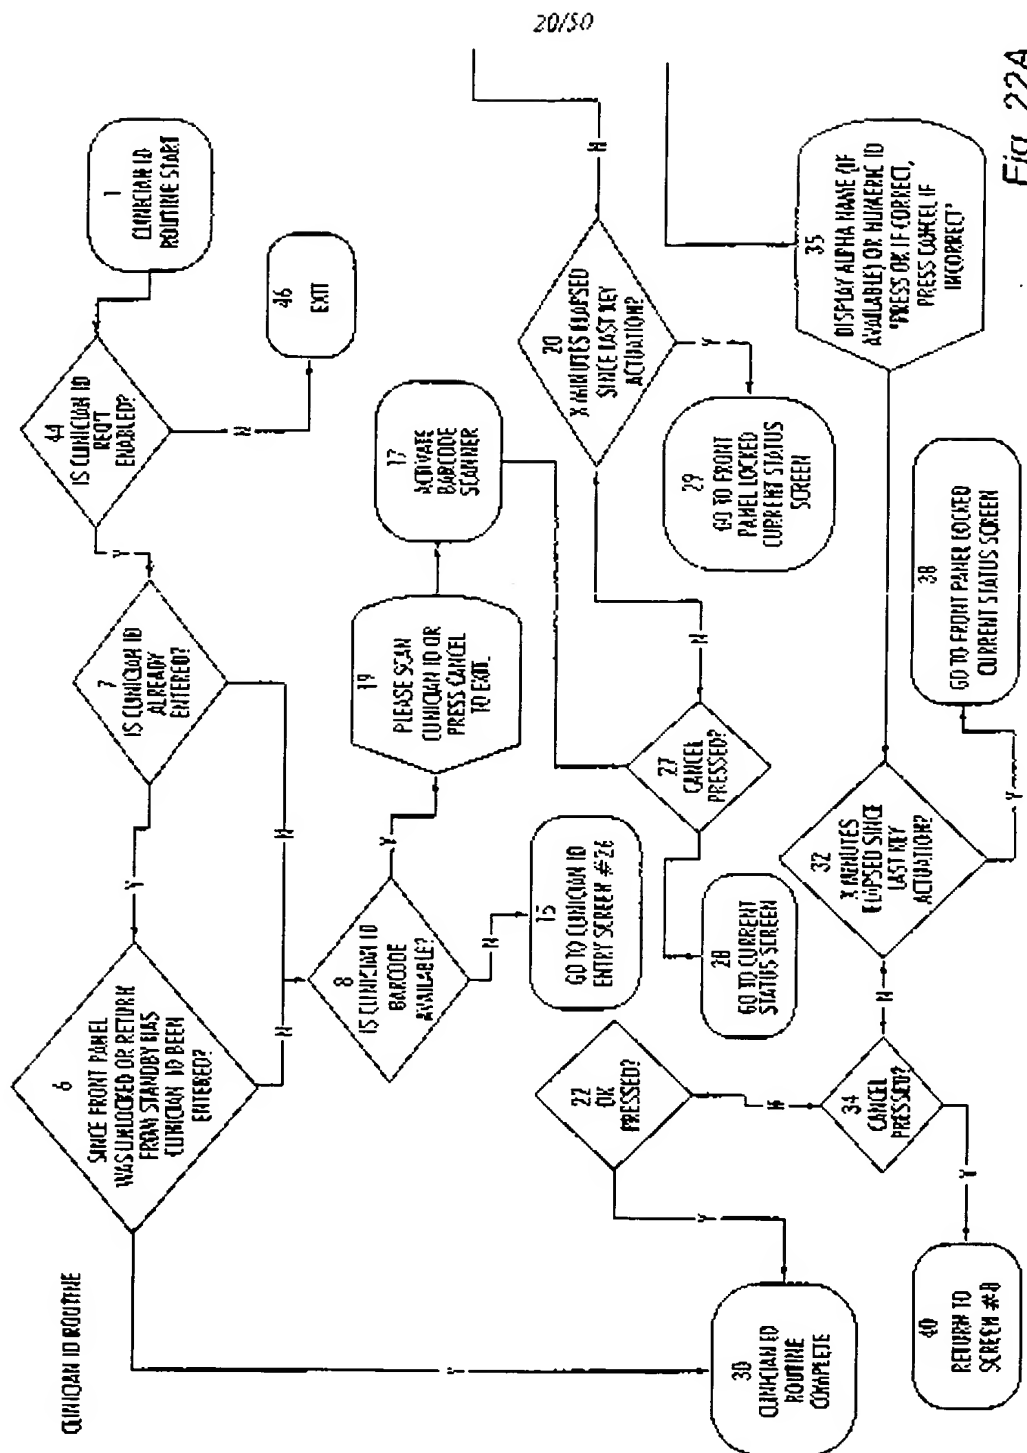 20/50
Fig. 22A
CLINICIAN ID ROUTINE
1
CLINICIAN ID
ROUTINE START
44
IS CLINICIAN ID
REQ'T
ENABLED?
N
46
EXIT
Y
7
IS CLINICIAN ID
ALREADY
ENTERED?
Y
N
6
SINCE FRONT PANEL
WAS UNLOCKED OR RETURN
FROM STANDBY HAS
CLINICIAN ID BEEN
ENTERED?
N
Y
8
IS CLINICIAN ID
BARCODE
AVAILABLE?
Y
N
19
PLEASE SCAN
CLINICIAN ID OR
PRESS CANCEL
TO EXIT.
17
ACTIVATE
BARCODE
SCANNER
15
GO TO CLINICIAN ID
ENTRY SCREEN #26
20
X MINUTES ELAPSED
SINCE LAST KEY
ACTUATION?
N
Y
29
GO TO FRONT
PANEL LOCKED
CURRENT STATUS
SCREEN
N
27
CANCEL
PRESSED?
28
GO TO CURRENT
STATUS SCREEN
35
DISPLAY ALPHA NAME (IF
AVAILABLE) OR NUMERIC ID
"PRESS OK IF CORRECT,
PRESS CANCEL IF
INCORRECT"
32
X MINUTES
ELAPSED SINCE
LAST KEY
ACTUATION?
Y
38
GO TO FRONT PANEL LOCKED
CURRENT STATUS SCREEN
N
34
CANCEL
PRESSED?
N
Y
22
OK
PRESSED?
Y
30
CLINICIAN ID
ROUTINE
COMPLETE
40
RETURN TO
SCREEN #8